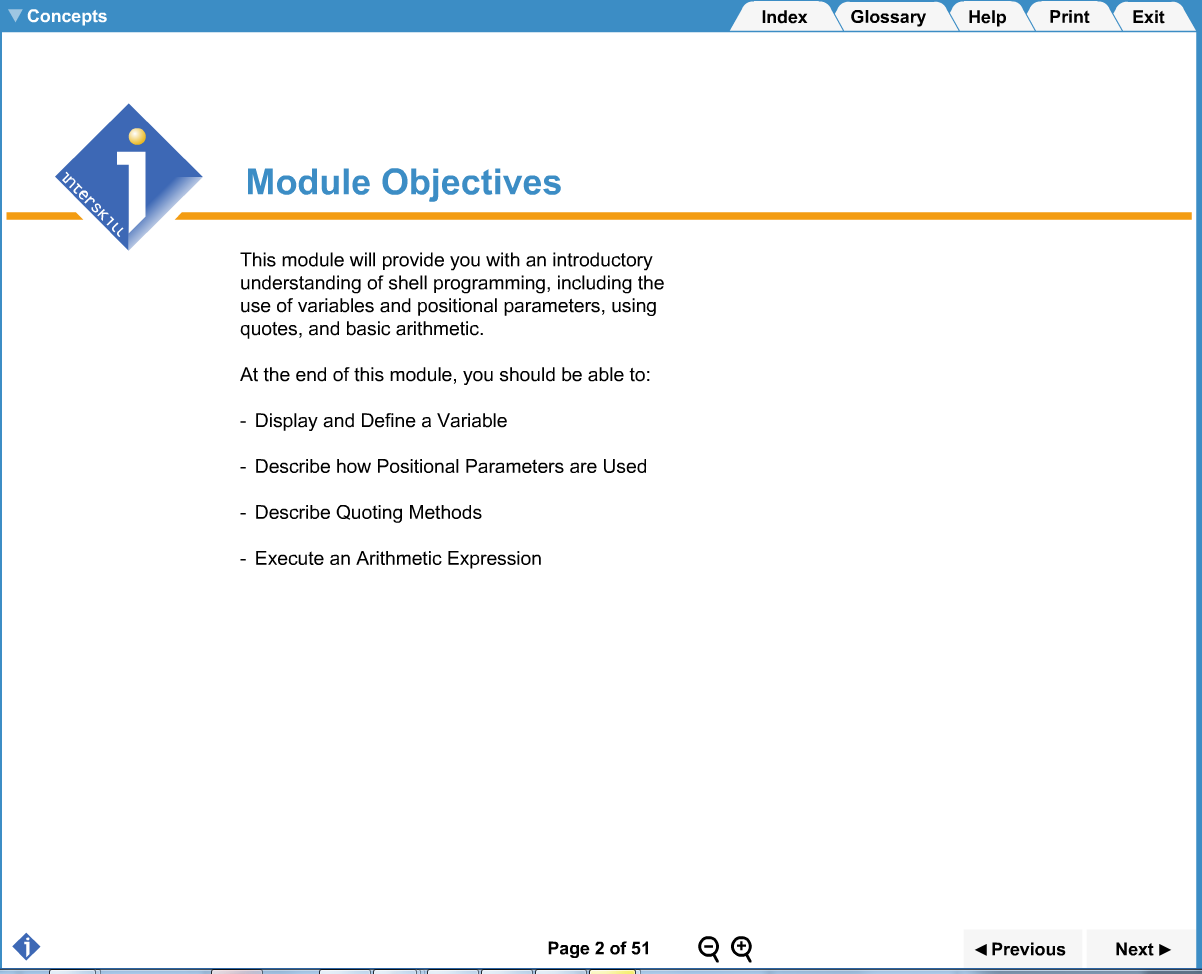 Concepts
Index Glossary Help Print Exit
interskill
Module Objectives
This module will provide you with an introductory
understanding of shell programming, including the
use of variables and positional parameters, using
quotes, and basic arithmetic.
At the end of this module, you should be able to:
- Display and Define a Variable
- Describe how Positional Parameters are Used
- Describe Quoting Methods
- Execute an Arithmetic Expression
Page 2 of 51
Previous Next